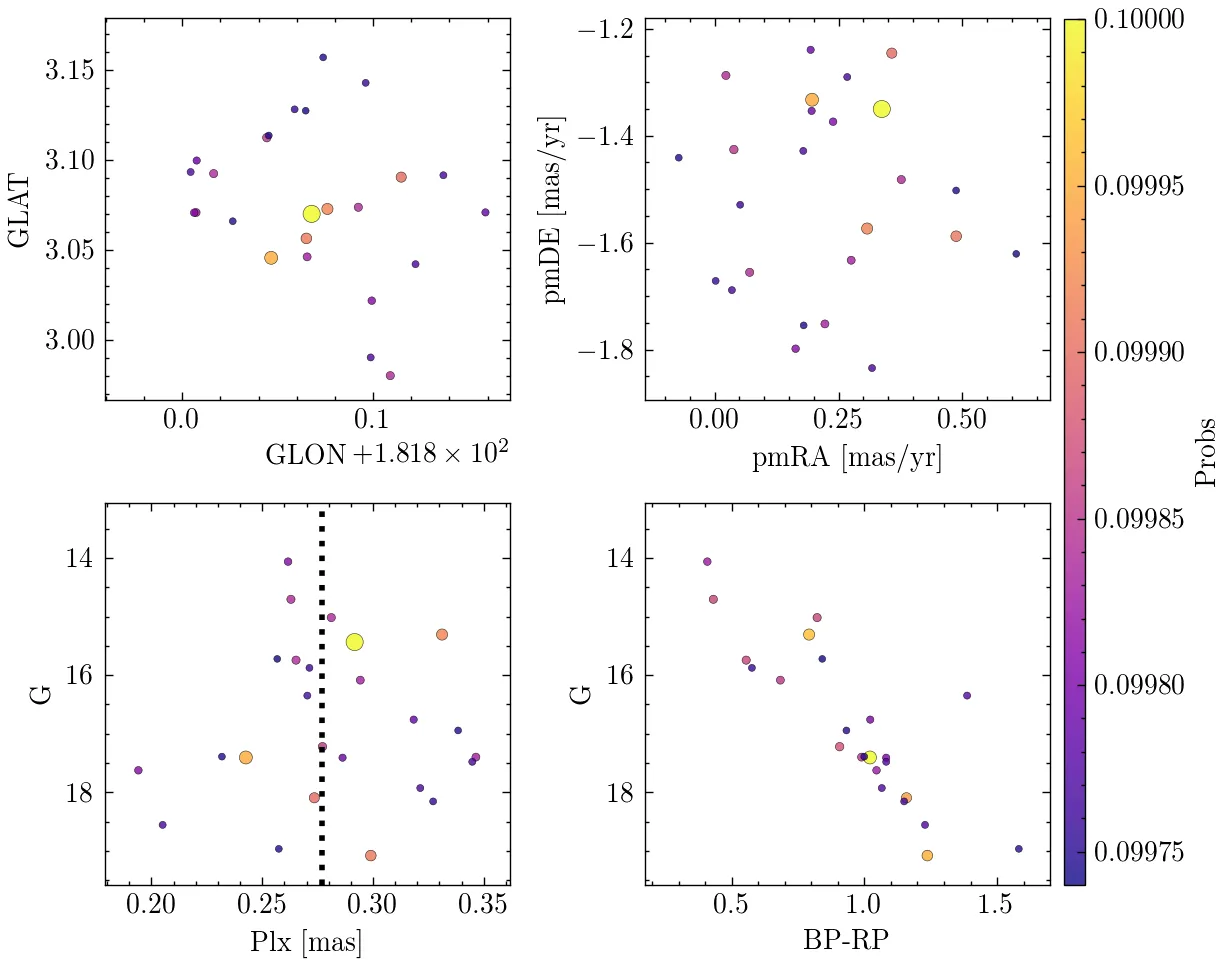 3.15
3.10
3.05
3.00
GLAT
0.0 0.1
GLON +1.818 × 10²
−1.2
−1.4
−1.6
−1.8
pmDE [mas/yr]
0.00 0.25 0.50
pmRA [mas/yr]
14
16
18
G
0.20 0.25 0.30 0.35
Plx [mas]
14
16
18
G
0.5 1.0 1.5
BP-RP
0.10000
0.09995
0.09990
0.09985
0.09980
0.09975
Probs